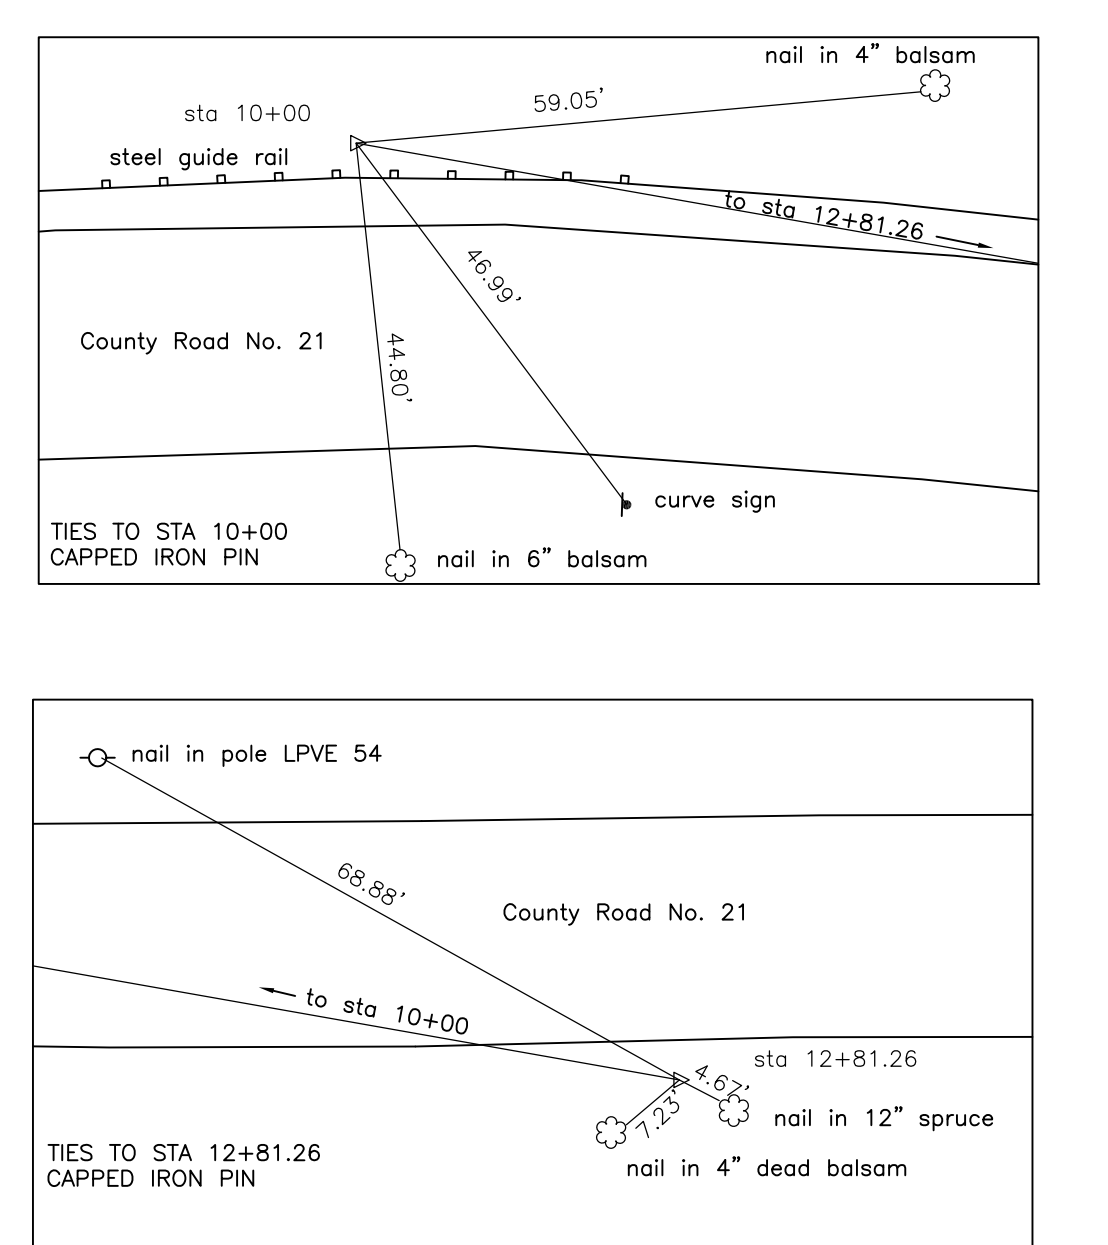 nail in 4” balsam
59.05’
sta 10+00
steel guide rail
to sta 12+81.26
46.99’
44.80’
County Road No. 21
curve sign
TIES TO STA 10+00
CAPPED IRON PIN
nail in 6” balsam
nail in pole LPVE 54
68.88’
County Road No. 21
to sta 10+00
sta 12+81.26
4.67’
7.23’
nail in 12” spruce
nail in 4” dead balsam
TIES TO STA 12+81.26
CAPPED IRON PIN